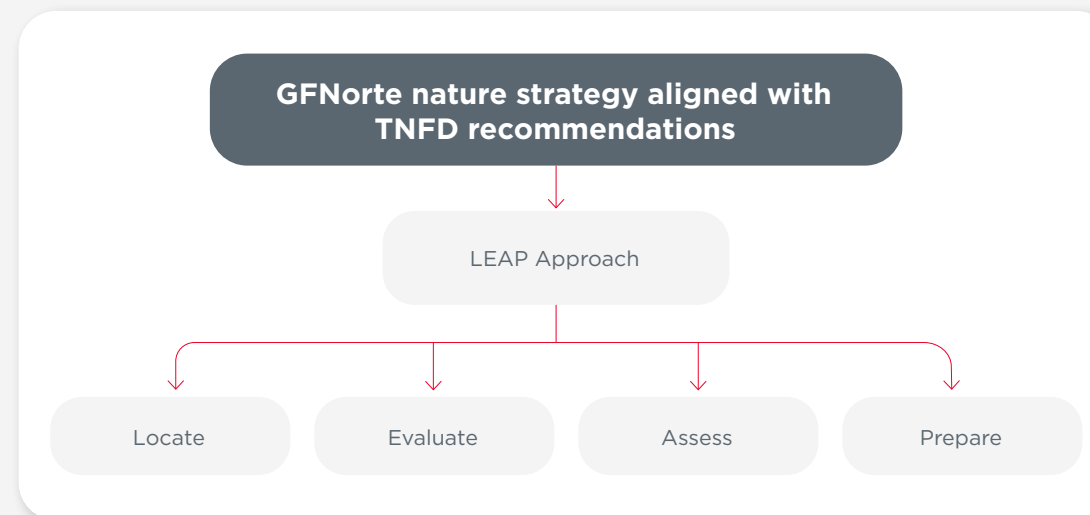 GFNorte nature strategy aligned with
TNFD recommendations
LEAP Approach
Locate
Evaluate
Assess
Prepare